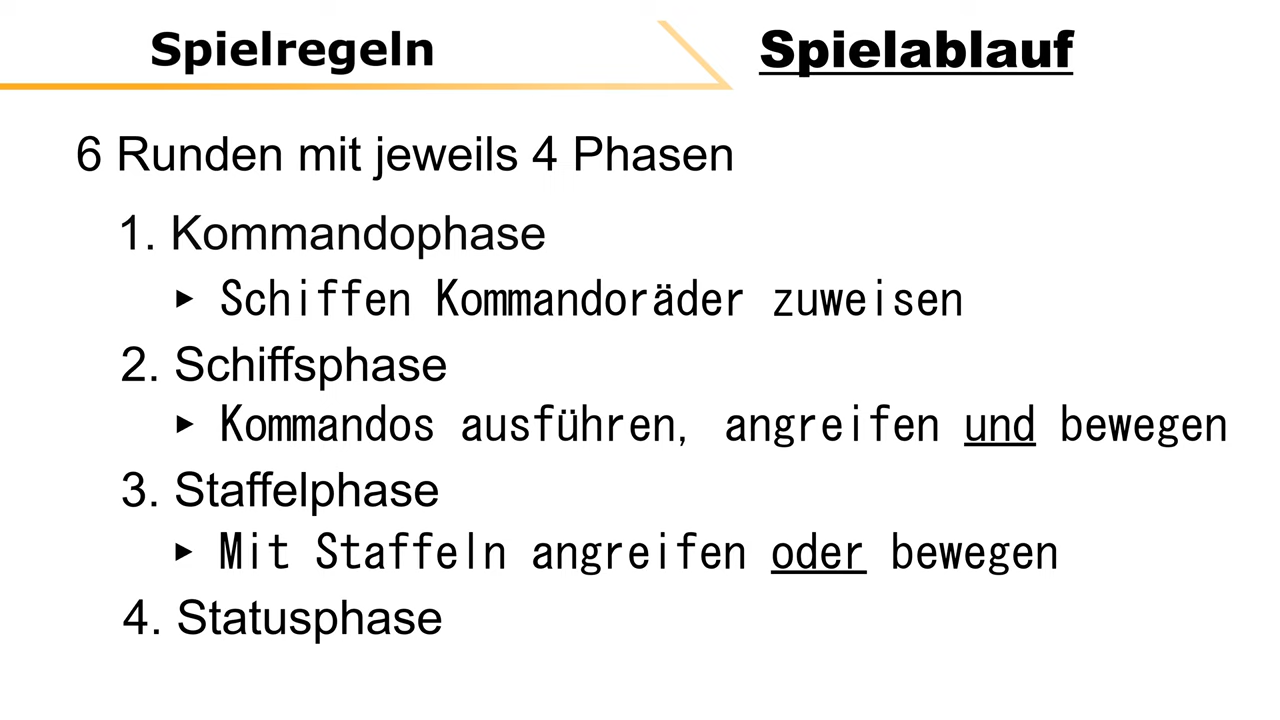 Spielregeln
Spielablauf
6 Runden mit jeweils 4 Phasen
1. Kommandophase
▸ Schiffen Kommandoräder zuweisen
2. Schiffsphase
▸ Kommandos ausführen, angreifen und bewegen
3. Staffelphase
▸ Mit Staffeln angreifen oder bewegen
4. Statusphase